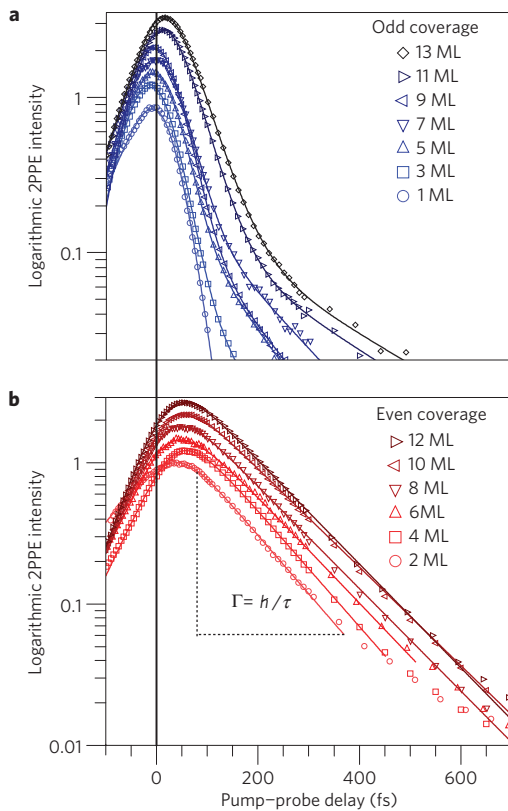 a
Odd coverage
13 ML
11 ML
9 ML
7 ML
5 ML
3 ML
1 ML
1
0.1
Logarithmic 2PPE intensity
b
Even coverage
12 ML
10 ML
8 ML
6ML
4 ML
2 ML
Γ = ℏ/τ
1
0.1
0.01
Logarithmic 2PPE intensity
0 200 400 600
Pump–probe delay (fs)